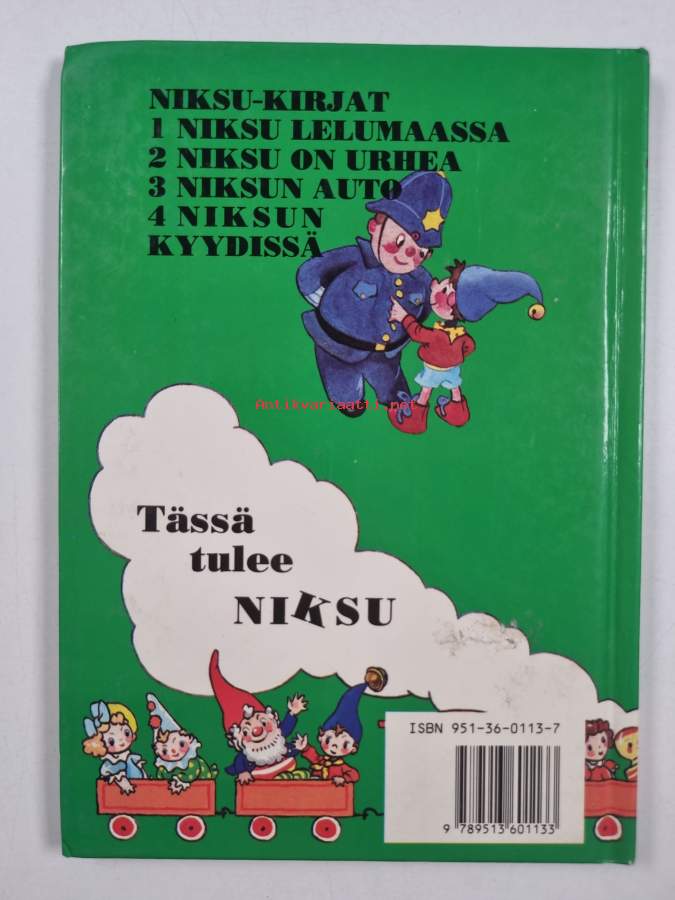 NIKSU-KIRJAT
1 NIKSU LELUMAASSA
2 NIKSU ON URHEA
3 NIKSUN AUTO
4 NIKSUN
KYYDISSÄ
Antikvariaatti.net
Tässä
tulee
NIKSU
ISBN 951-36-0113-7
9 789513 601133